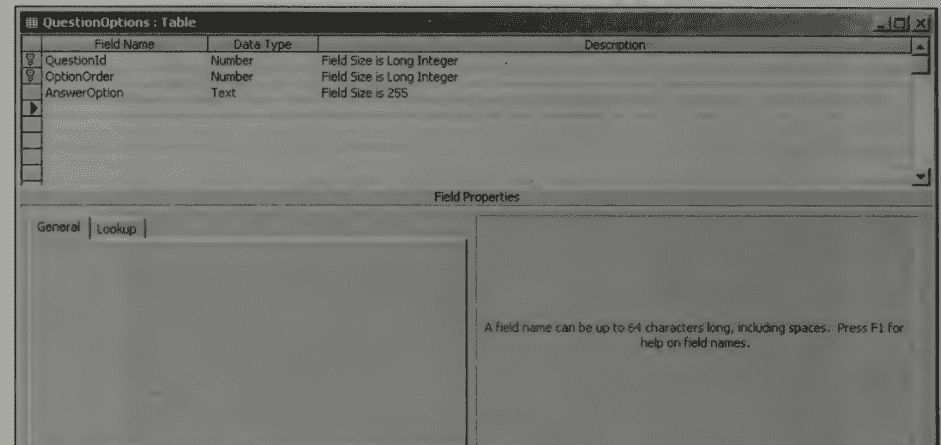 QuestionOptions : Table
Field Name Data Type Description
QuestionId Number Field Size is Long Integer
OptionOrder Number Field Size is Long Integer
AnswerOption Text Field Size is 255
Field Properties
General Lookup
A field name can be up to 64 characters long, including spaces. Press F1 for
help on field names.